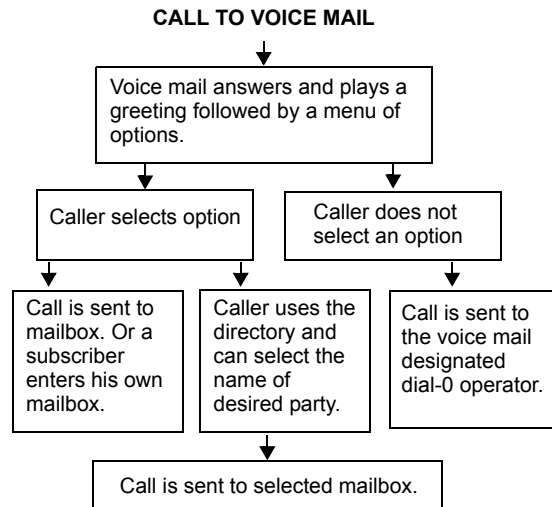 CALL TO VOICE MAIL
Voice mail answers and plays a
greeting followed by a menu of
options.
Caller selects option
Caller does not
select an option
Call is sent to
mailbox. Or a
subscriber
enters his own
mailbox.
Caller uses the
directory and
can select the
name of
desired party.
Call is sent to
the voice mail
designated
dial-0 operator.
Call is sent to selected mailbox.